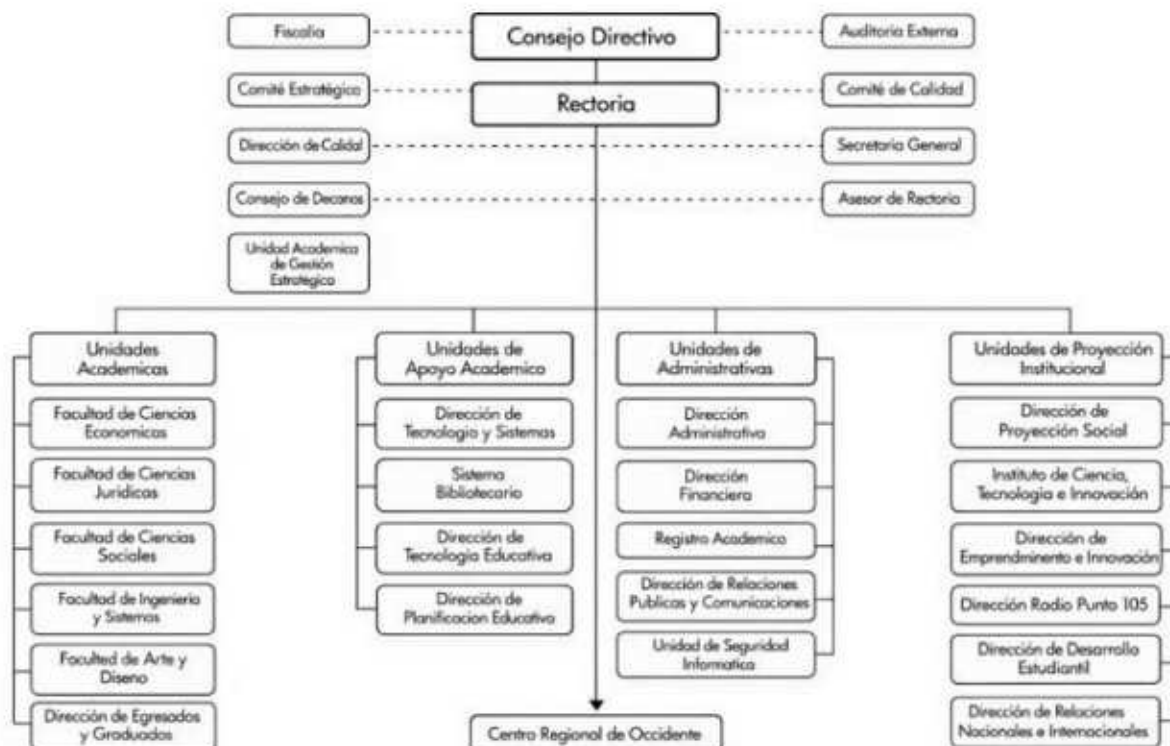 Fiscalia
Consejo Directivo
Auditoria Externa
Comité Estratégico
Rectoria
Comité de Calidad
Dirección de Calidal
Secretaria General
Consejo de Decanos
Asesor de Rectoria
Unidad Academica
de Gestión
Estratégico
Unidades
Academicas
Facultad de Ciencias
Economicas
Facultad de Ciencias
Juridicas
Facultad de Ciencias
Sociales
Facultad de Ingenieria
y Sistemas
Faculted de Arte y
Diseno
Dirección de Egresados
y Graduados
Unidades de
Apoyo Academico
Dirección de
Tecnologia y Sistemas
Sistema
Bibliotecario
Dirección de
Tecnologia Educativa
Dirección de
Planificacion Educativa
Unidades de
Administrativas
Dirección
Administrativa
Dirección
Financiera
Registro Academico
Dirección de Relaciones
Publicas y Comunicaciones
Unidad de Seguridad
Informatica
Unidades de Proyección
Institucional
Dirección de
Proyección Social
Instituto de Ciencia,
Tecnologia e Innovación
Dirección de
Emprendminento e Innovación
Dirección Radio Punto 105
Dirección de Desarrollo
Estudiantil
Dirección de Relaciones
Nacionales e Internacionales
Centro Regional de Occidente